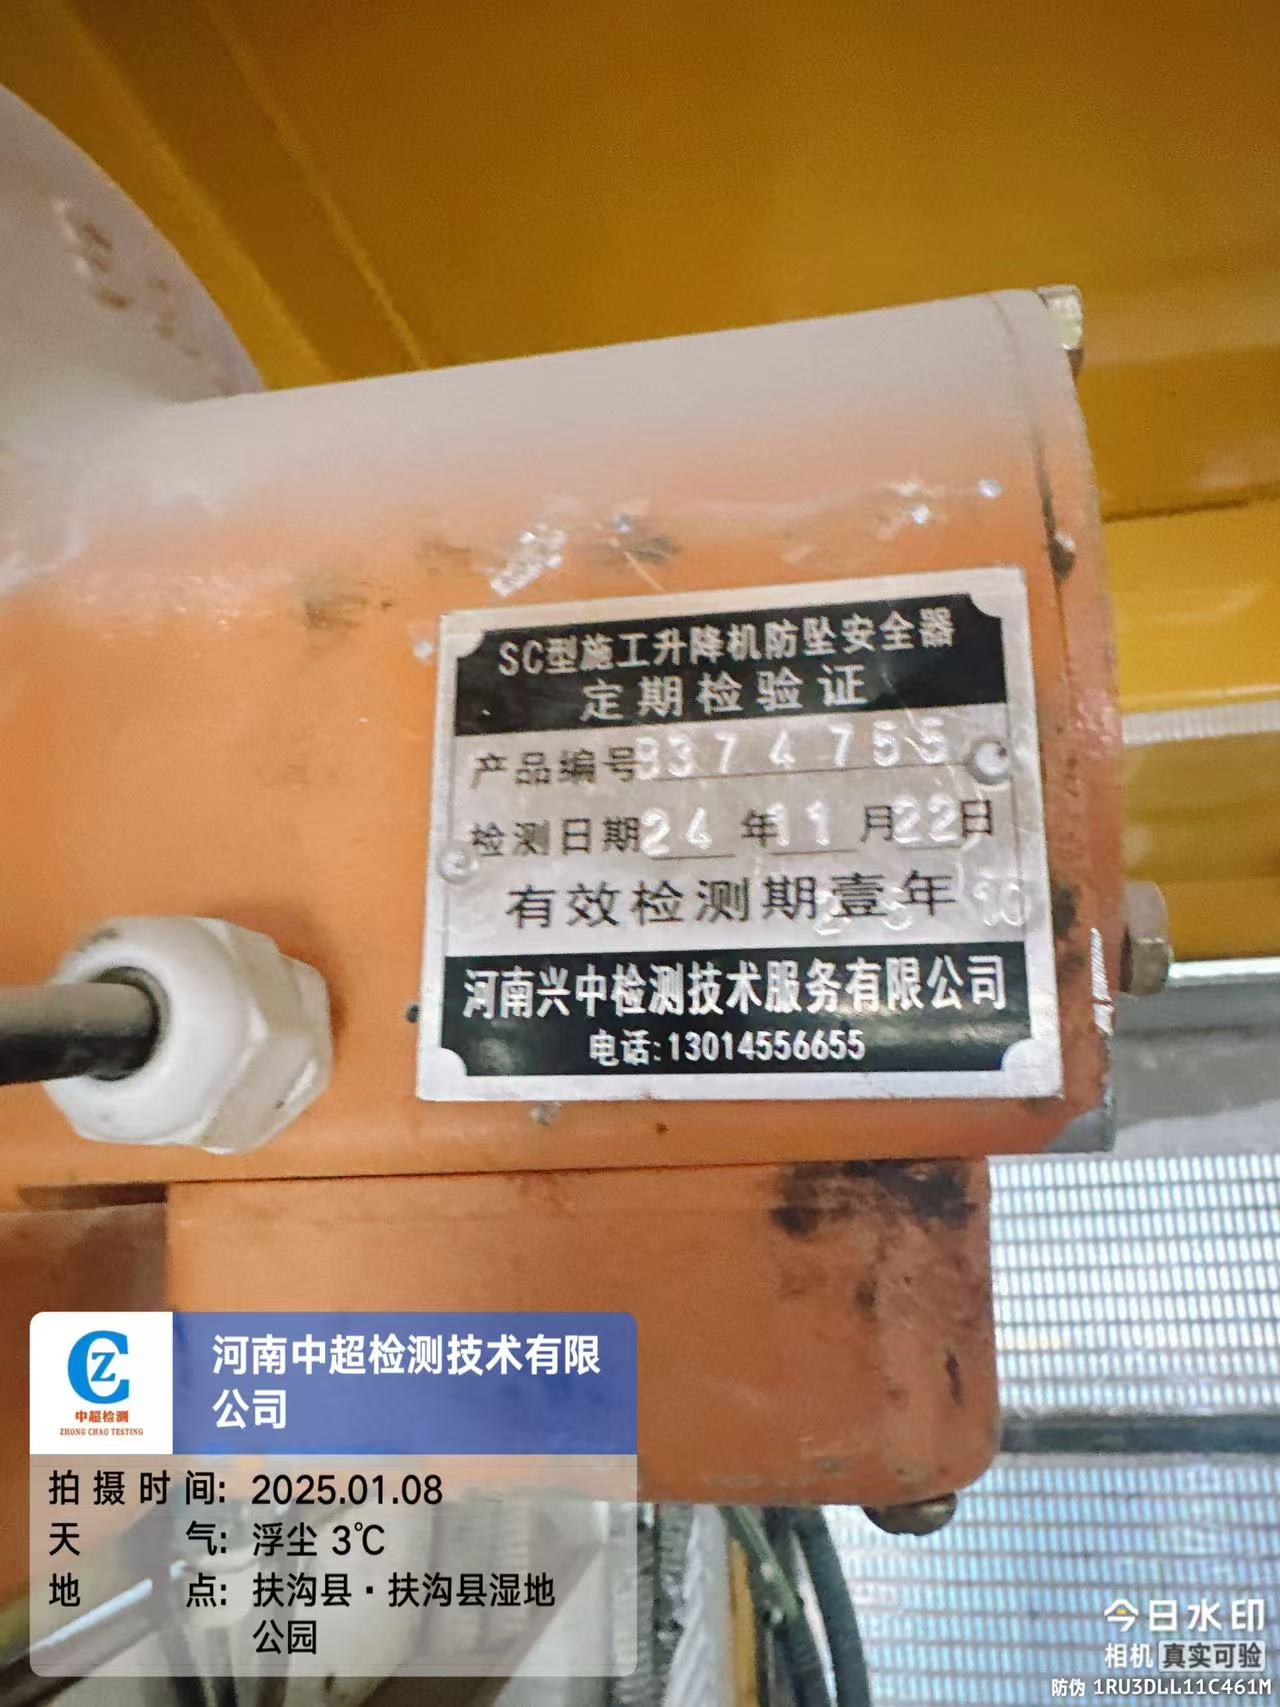 SC型施工升降机防坠安全器
定期检验证
产品编号9374755
检测日期24年11月22日
有效检测期壹年
河南兴中检测技术服务有限公司
电话:13014556655
中超检测
ZHONG CHAO TESTING
河南中超检测技术有限
公司
拍摄时间: 2025.01.08
天气: 浮尘 3℃
地点: 扶沟县·扶沟县湿地
公园
今日水印
相机 真实可验
防伪 1RU3DLL11C461M